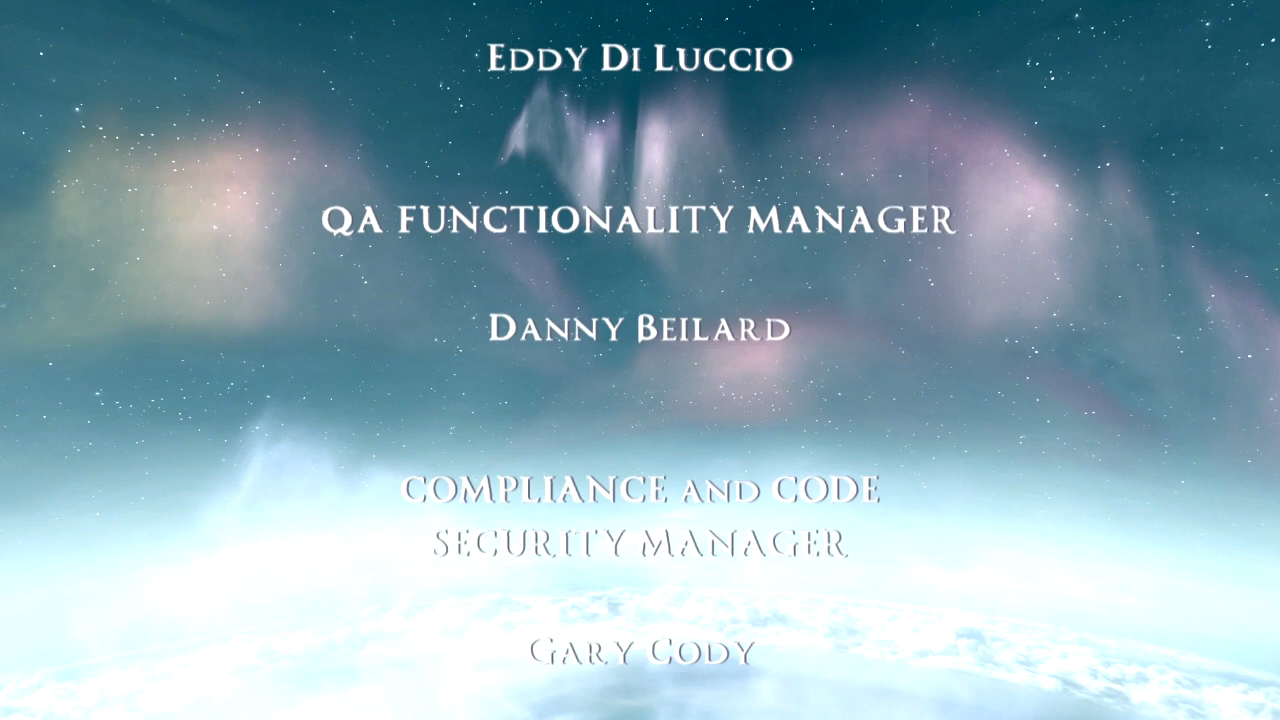 Eddy Di Luccio
QA FUNCTIONALITY MANAGER
Danny Beilard
COMPLIANCE AND CODE
SECURITY MANAGER
Gary Cody